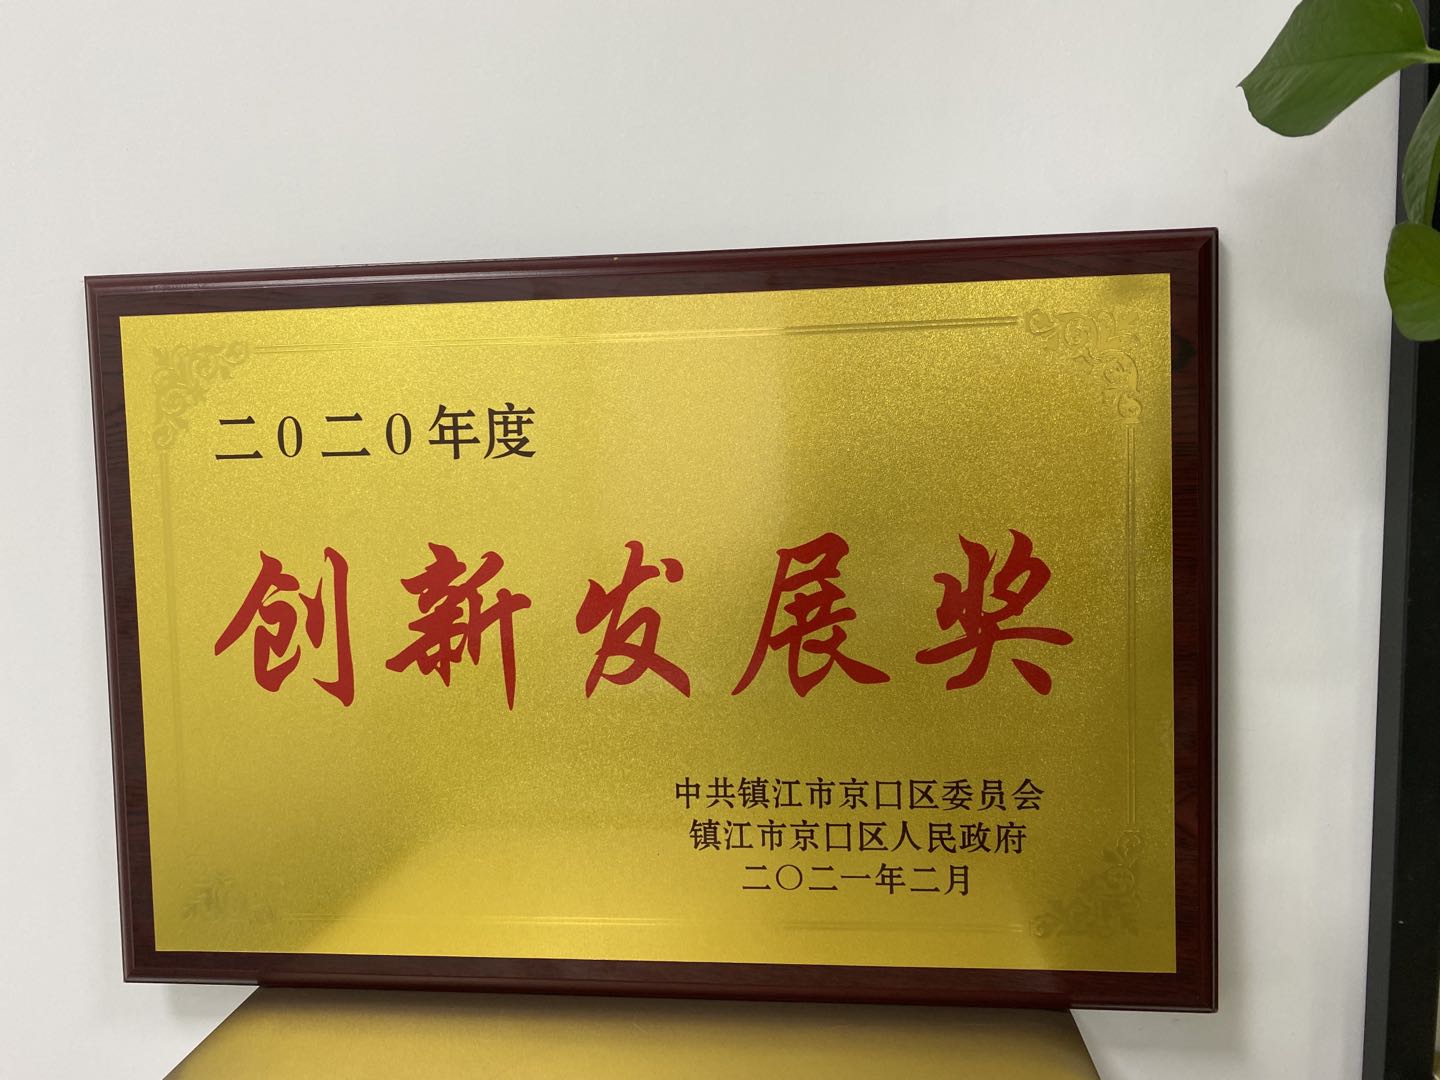 二0二0年度
创新发展奖
中共镇江市京口区委员会
镇江市京口区人民政府
二〇二一年二月